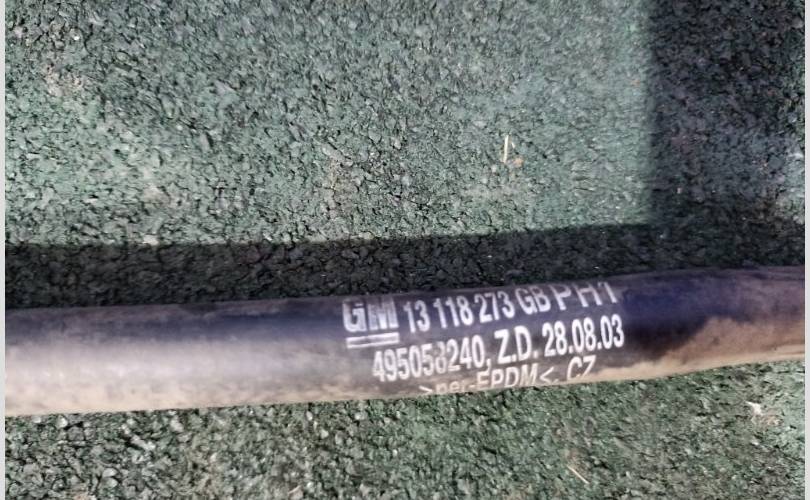 GM 13 118 273 GB PH1
495058240, Z.D. 28.08.03
>per-EPDM<. CZ